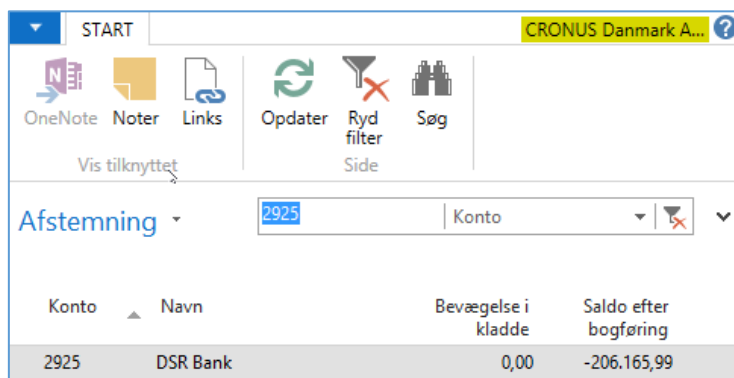 START
CRONUS Danmark A...
OneNote Noter Links
Opdater Ryd filter Søg
Vis tilknyttet
Side
Afstemning
2925 Konto
Konto Navn Bevægelse i kladde Saldo efter bogføring
2925 DSR Bank 0,00 -206.165,99